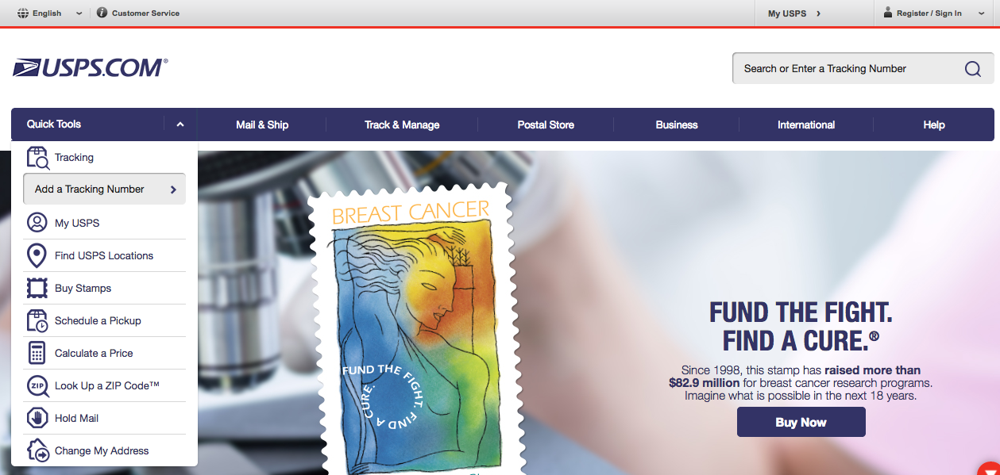 English
Customer Service
My USPS
Register / Sign In
USPS.COM®
Search or Enter a Tracking Number
Quick Tools
Mail & Ship
Track & Manage
Postal Store
Business
International
Help
Tracking
Add a Tracking Number
My USPS
Find USPS Locations
Buy Stamps
Schedule a Pickup
Calculate a Price
ZIP
Look Up a ZIP Code™
Hold Mail
Change My Address
BREAST CANCER
FUND THE FIGHT. FIND A CURE.
FUND THE FIGHT.
FIND A CURE.®
Since 1998, this stamp has raised more than
$82.9 million for breast cancer research programs.
Imagine what is possible in the next 18 years.
Buy Now